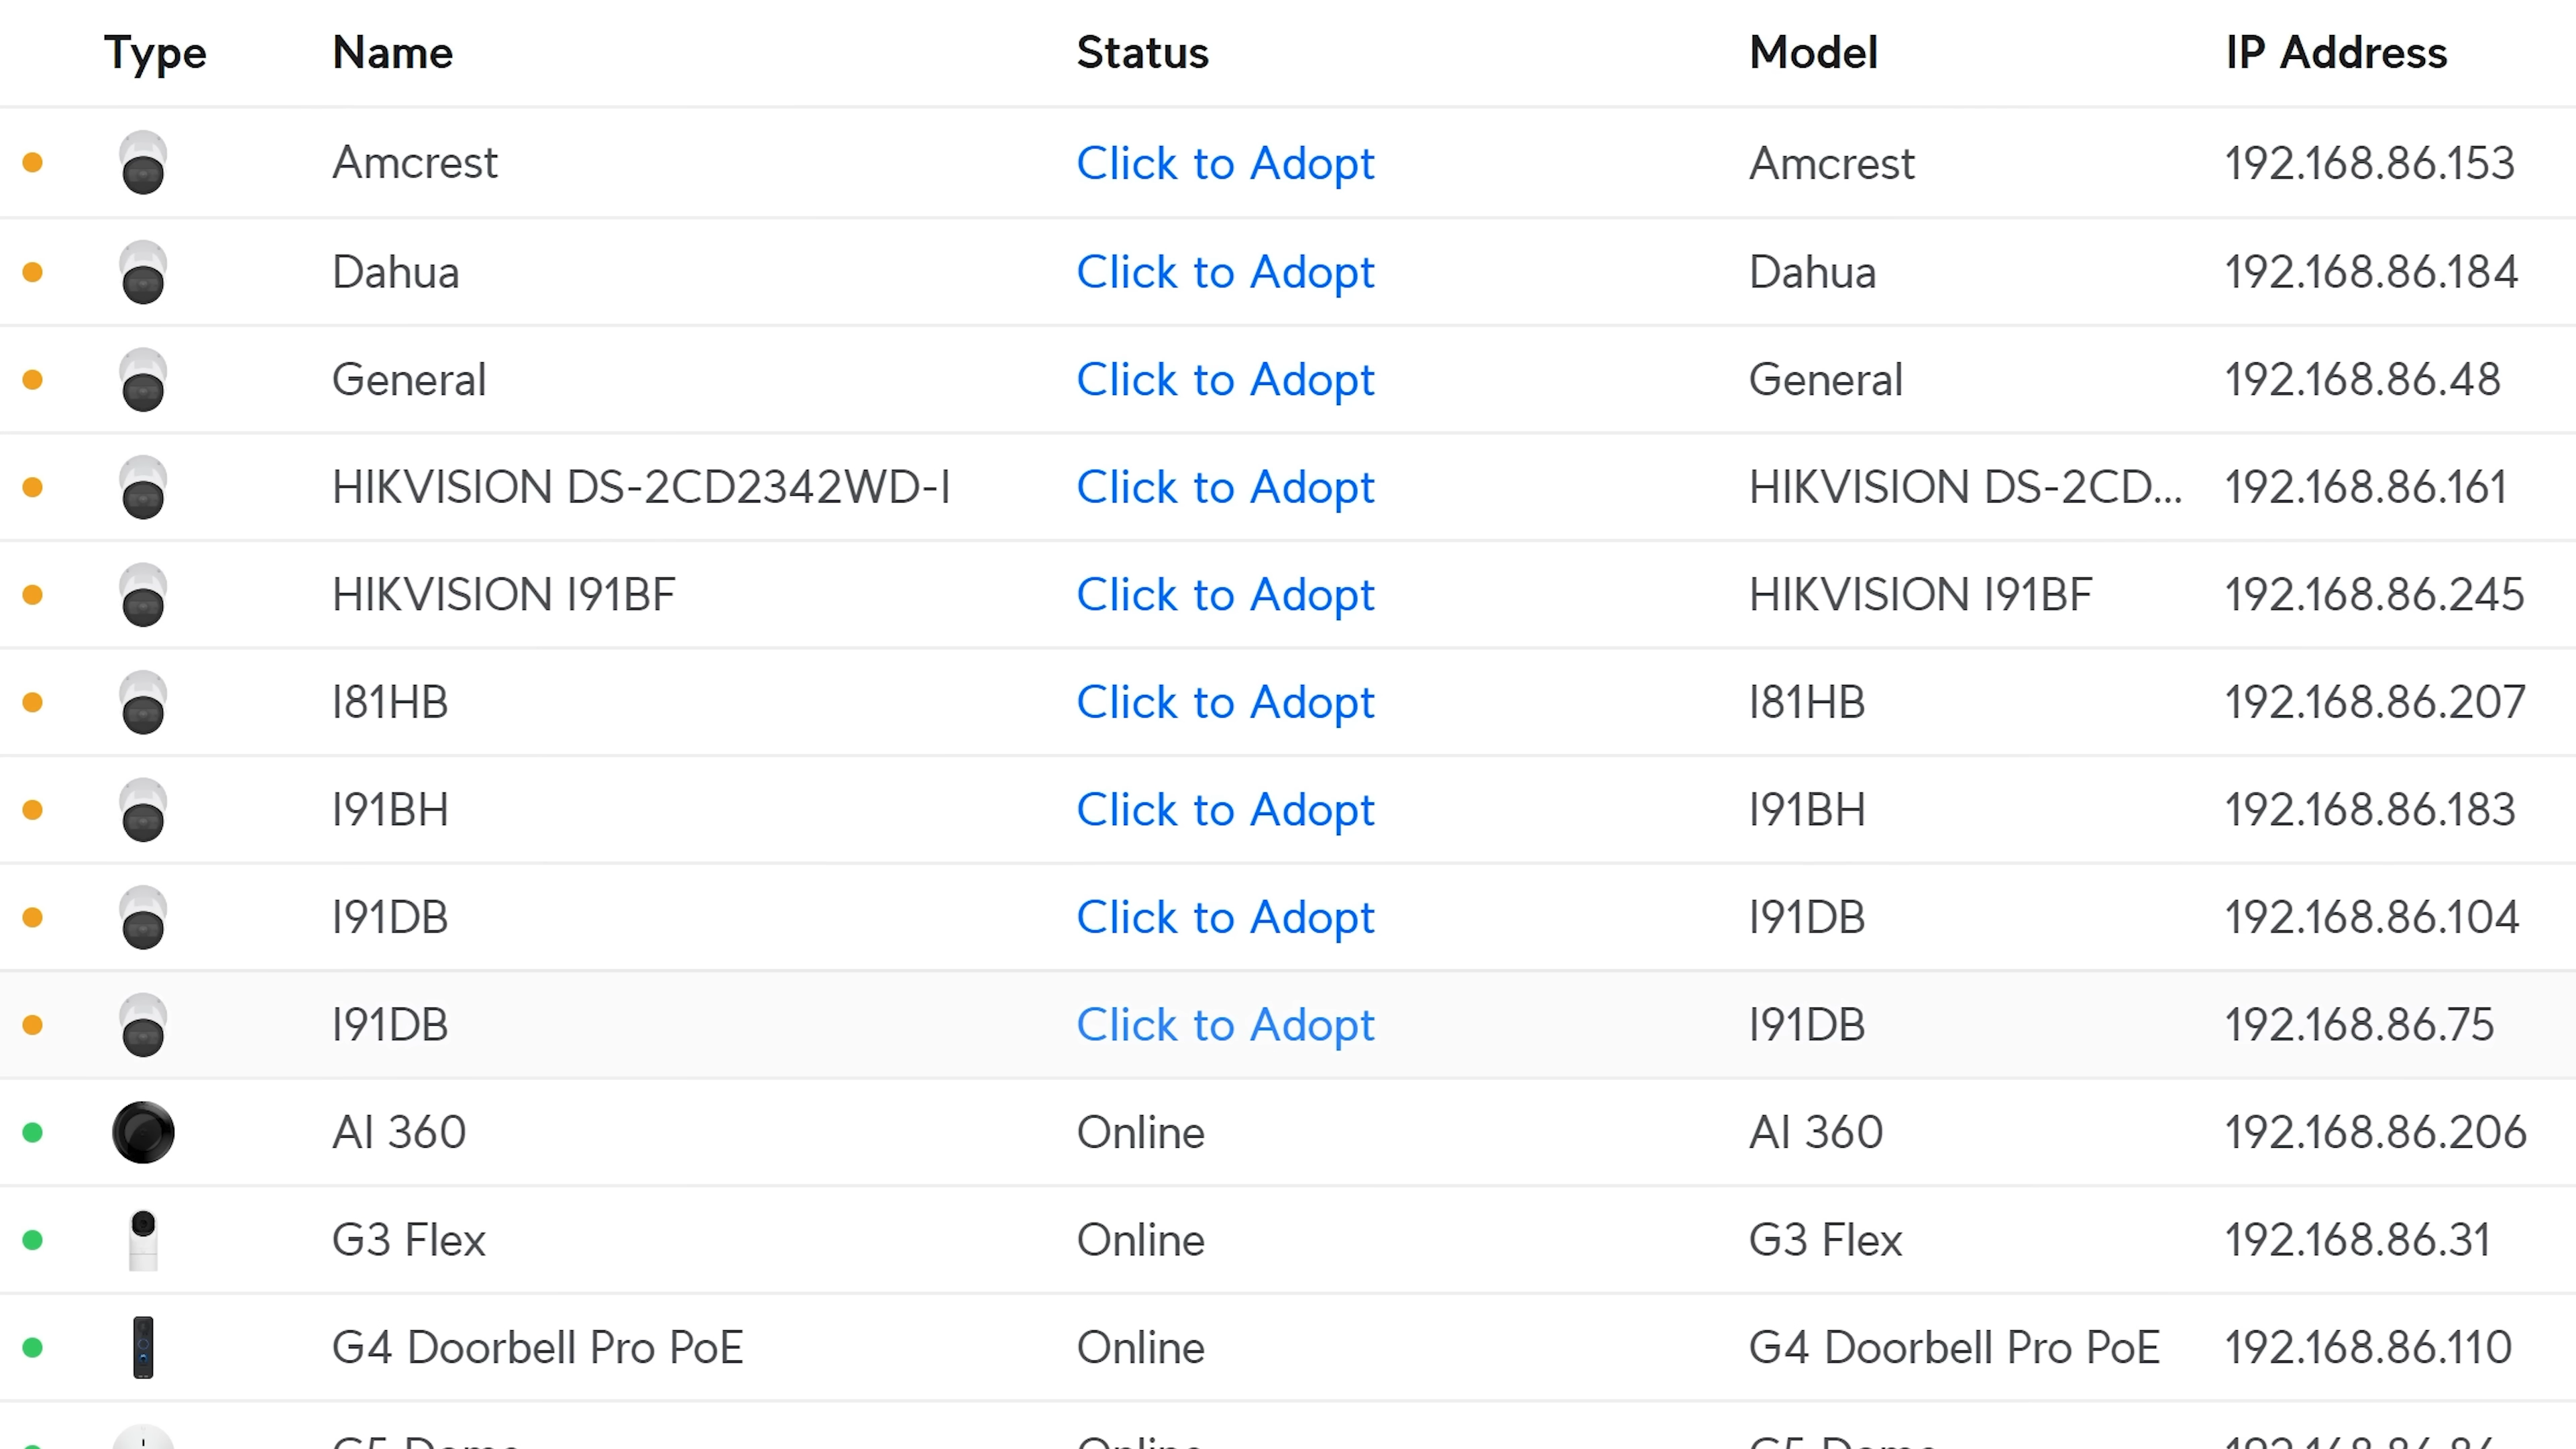 Type Name Status Model IP Address
Amcrest Click to Adopt Amcrest 192.168.86.153
Dahua Click to Adopt Dahua 192.168.86.184
General Click to Adopt General 192.168.86.48
HIKVISION DS-2CD2342WD-I Click to Adopt HIKVISION DS-2CD... 192.168.86.161
HIKVISION I91BF Click to Adopt HIKVISION I91BF 192.168.86.245
I81HB Click to Adopt I81HB 192.168.86.207
I91BH Click to Adopt I91BH 192.168.86.183
I91DB Click to Adopt I91DB 192.168.86.104
I91DB Click to Adopt I91DB 192.168.86.75
AI 360 Online AI 360 192.168.86.206
G3 Flex Online G3 Flex 192.168.86.31
G4 Doorbell Pro PoE Online G4 Doorbell Pro PoE 192.168.86.110
G5 Dome Online G5 Dome